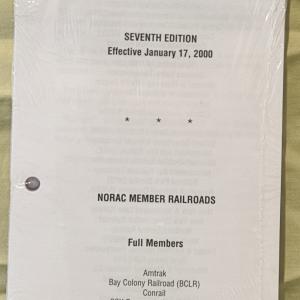 SEVENTH EDITION
Effective January 17, 2000
* * *
NORAC MEMBER RAILROADS
Full Members
Amtrak
Bay Colony Railroad (BCLR)
Conrail